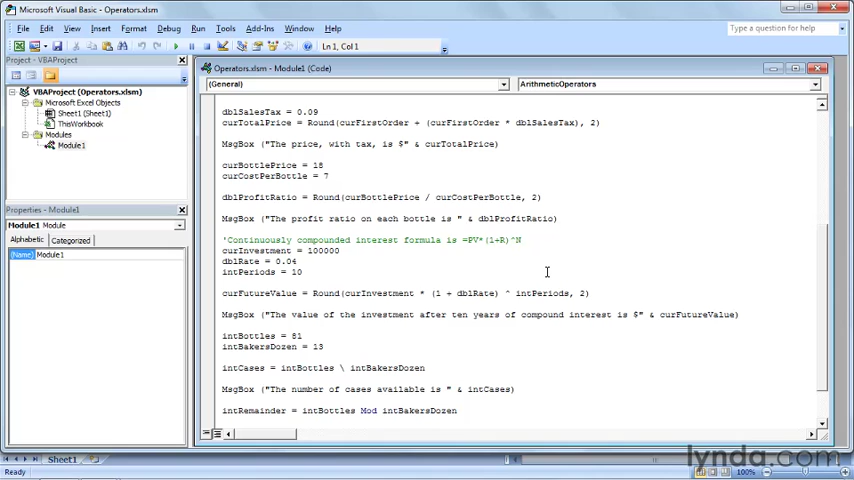 Microsoft Visual Basic - Operators.xlsm
File Edit View Insert Format Debug Run Tools Add-Ins Window Help
Type a question for help
Ln 1, Col 1
Project - VBAProject
VBAProject (Operators.xlsm)
Microsoft Excel Objects
Sheet1 (Sheet1)
ThisWorkbook
Modules
Module1
Properties - Module1
Module1 Module
Alphabetic Categorized
(Name) Module1
Operators.xlsm - Module1 (Code)
(General) ArithmeticOperators
dblSalesTax = 0.09
curTotalPrice = Round(curFirstOrder + (curFirstOrder * dblSalesTax), 2)
MsgBox ("The price, with tax, is $" & curTotalPrice)
curBottlePrice = 18
curCostPerBottle = 7
dblProfitRatio = Round(curBottlePrice / curCostPerBottle, 2)
MsgBox ("The profit ratio on each bottle is " & dblProfitRatio)
'Continuously compounded interest formula is =PV*(1+R)^N
curInvestment = 100000
dblRate = 0.04
intPeriods = 10
curFutureValue = Round(curInvestment * (1 + dblRate) ^ intPeriods, 2)
MsgBox ("The value of the investment after ten years of compound interest is $" & curFutureValue)
intBottles = 81
intBakersDozen = 13
intCases = intBottles \ intBakersDozen
MsgBox ("The number of cases available is " & intCases)
intRemainder = intBottles Mod intBakersDozen
Sheet1
lynda.com
Ready
100%